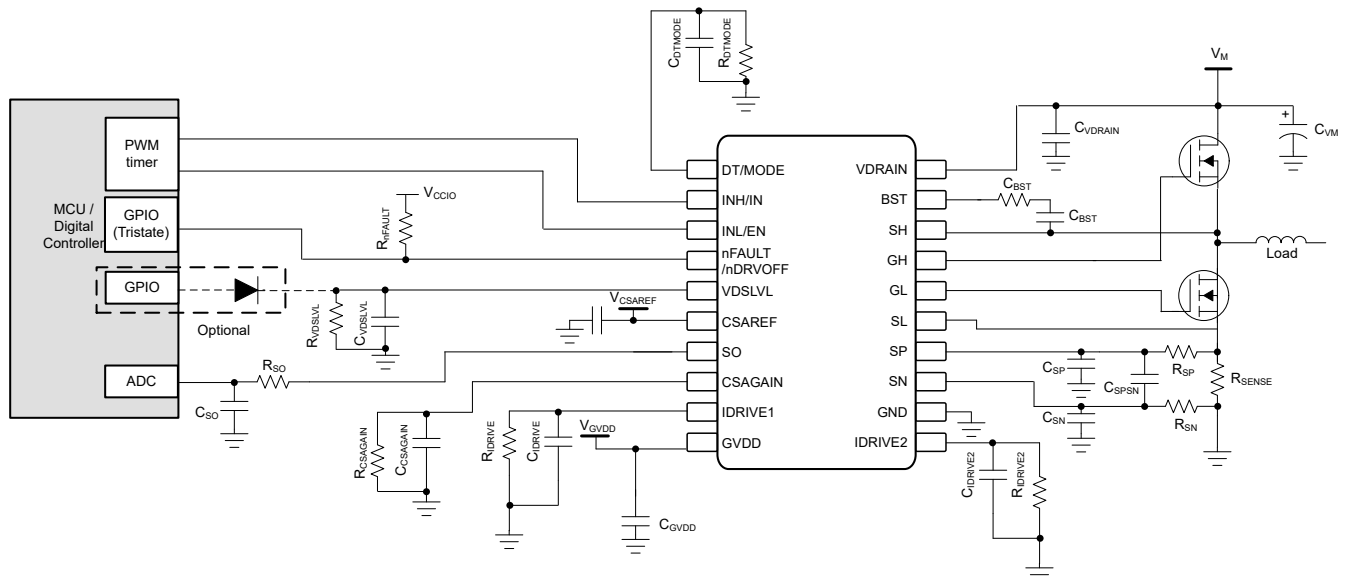 C_DTMODE
R_DTMODE
V_M
C_VDRAIN
+
C_VM
MCU /
Digital
Controller
PWM
timer
GPIO
(Tristate)
GPIO
Optional
ADC
V_CCIO
R_nFAULT
R_VDSLVL
C_VDSLVL
V_CSAREF
R_SO
C_SO
R_CSAGAIN
C_CSAGAIN
R_IDRIVE
C_IDRIVE
V_GVDD
C_GVDD
DT/MODE
INH/IN
INL/EN
nFAULT
/nDRVOFF
VDSLVL
CSAREF
SO
CSAGAIN
IDRIVE1
GVDD
VDRAIN
BST
SH
GH
GL
SL
SP
SN
GND
IDRIVE2
C_BST
C_BST
Load
C_SP
C_SPSN
R_SP
R_SENSE
C_SN
R_SN
C_IDRIVE2
R_IDRIVE2